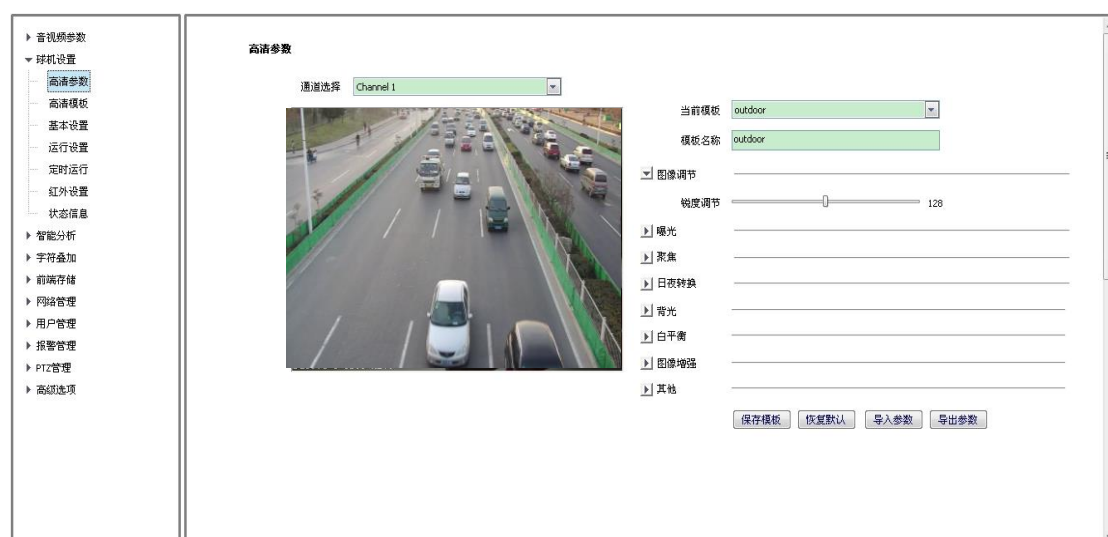 音视频参数
球机设置
高清参数
高清模板
基本设置
运行设置
定时运行
红外设置
状态信息
智能分析
字符叠加
前端存储
网络管理
用户管理
报警管理
PTZ管理
高级选项
高清参数
通道选择 Channel 1
当前模板 outdoor
模板名称 outdoor
图像调节
锐度调节 128
曝光
聚焦
日夜转换
背光
白平衡
图像增强
其他
保存模板 恢复默认 导入参数 导出参数